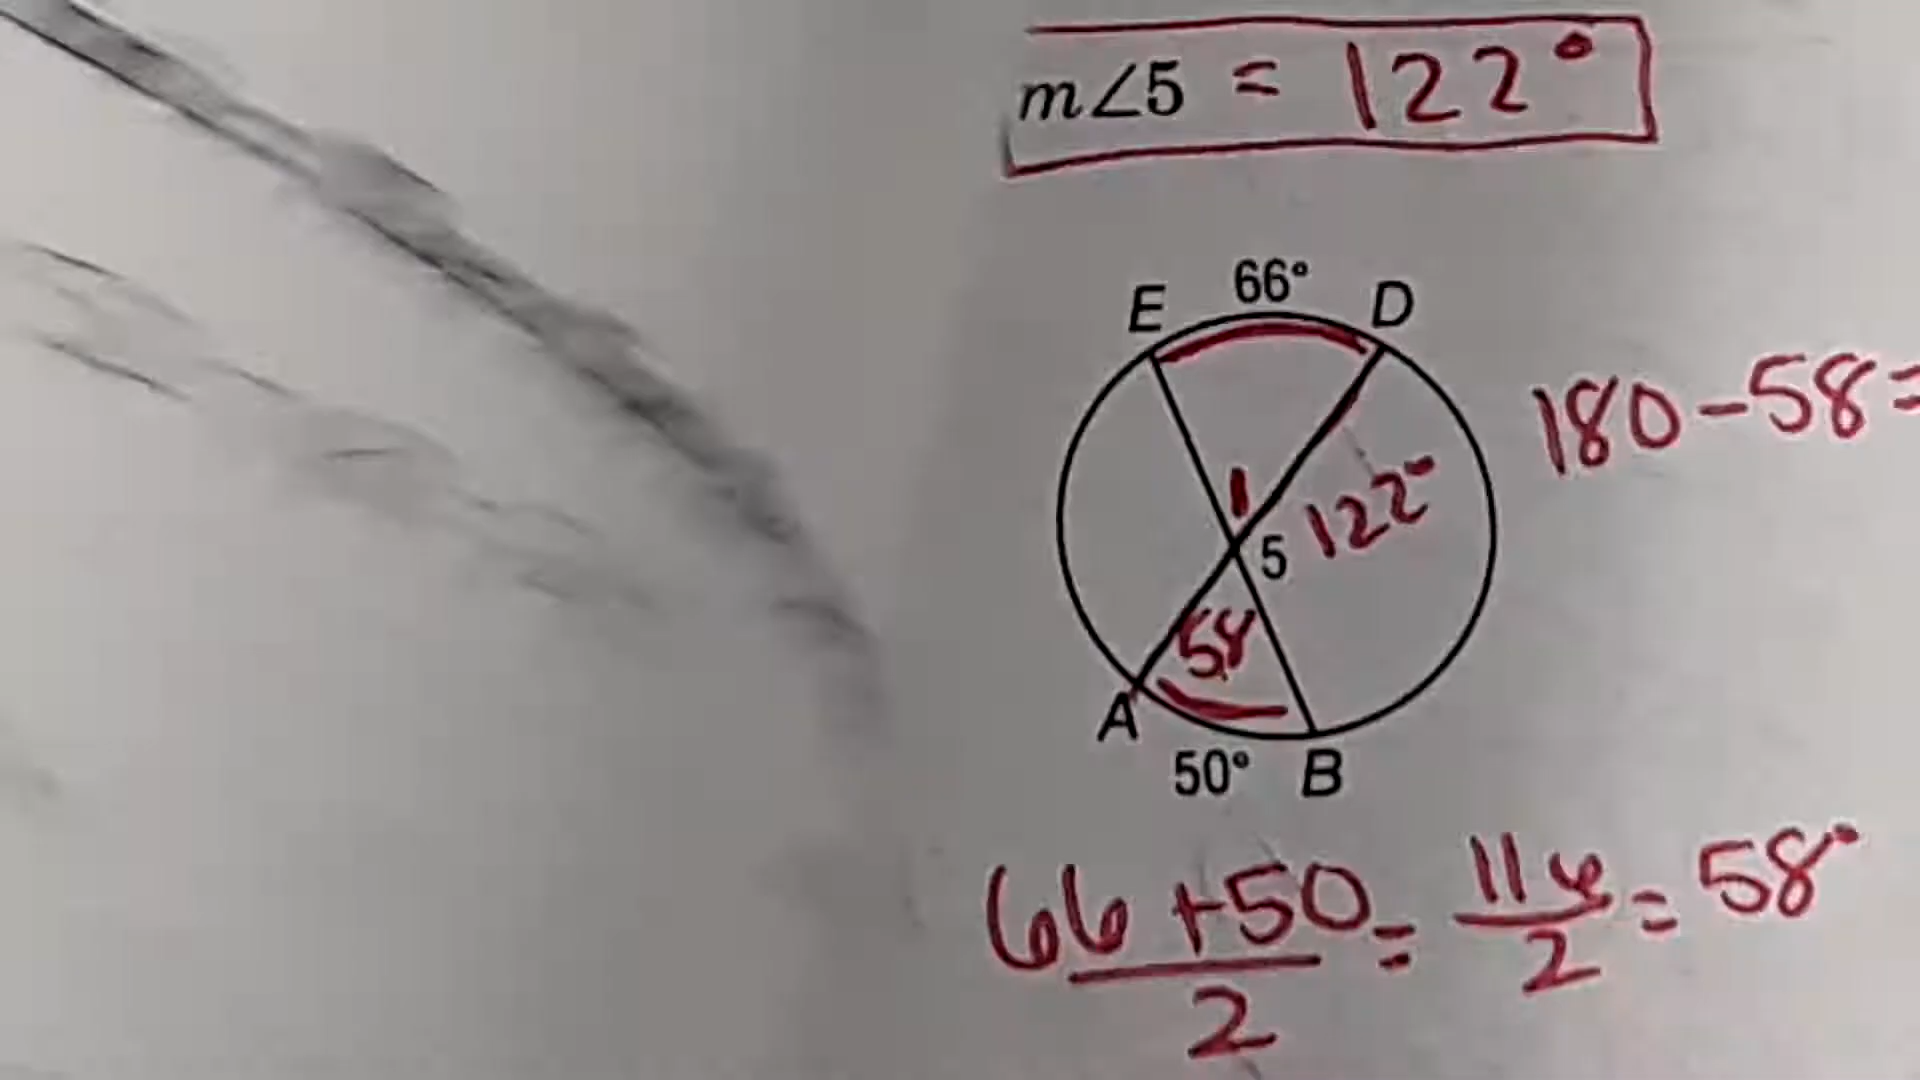 m∠5 = 122°
66°
E
D
180-58=
1
122°
5
58
A
50°
B
66+50/2 = 116/2 = 58°